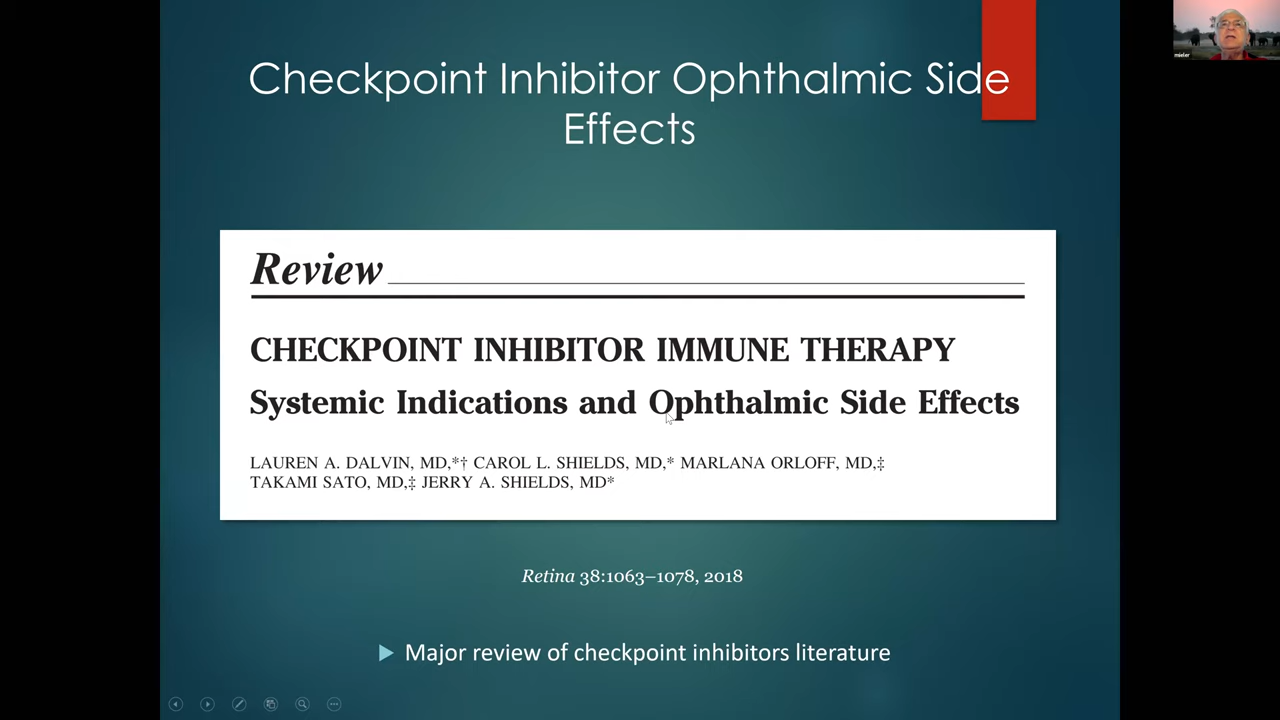 Checkpoint Inhibitor Ophthalmic Side
Effects
Review
CHECKPOINT INHIBITOR IMMUNE THERAPY
Systemic Indications and Ophthalmic Side Effects
LAUREN A. DALVIN, MD,*† CAROL L. SHIELDS, MD,* MARLANA ORLOFF, MD,‡
TAKAMI SATO, MD,‡ JERRY A. SHIELDS, MD*
Retina 38:1063–1078, 2018
Major review of checkpoint inhibitors literature
mieler